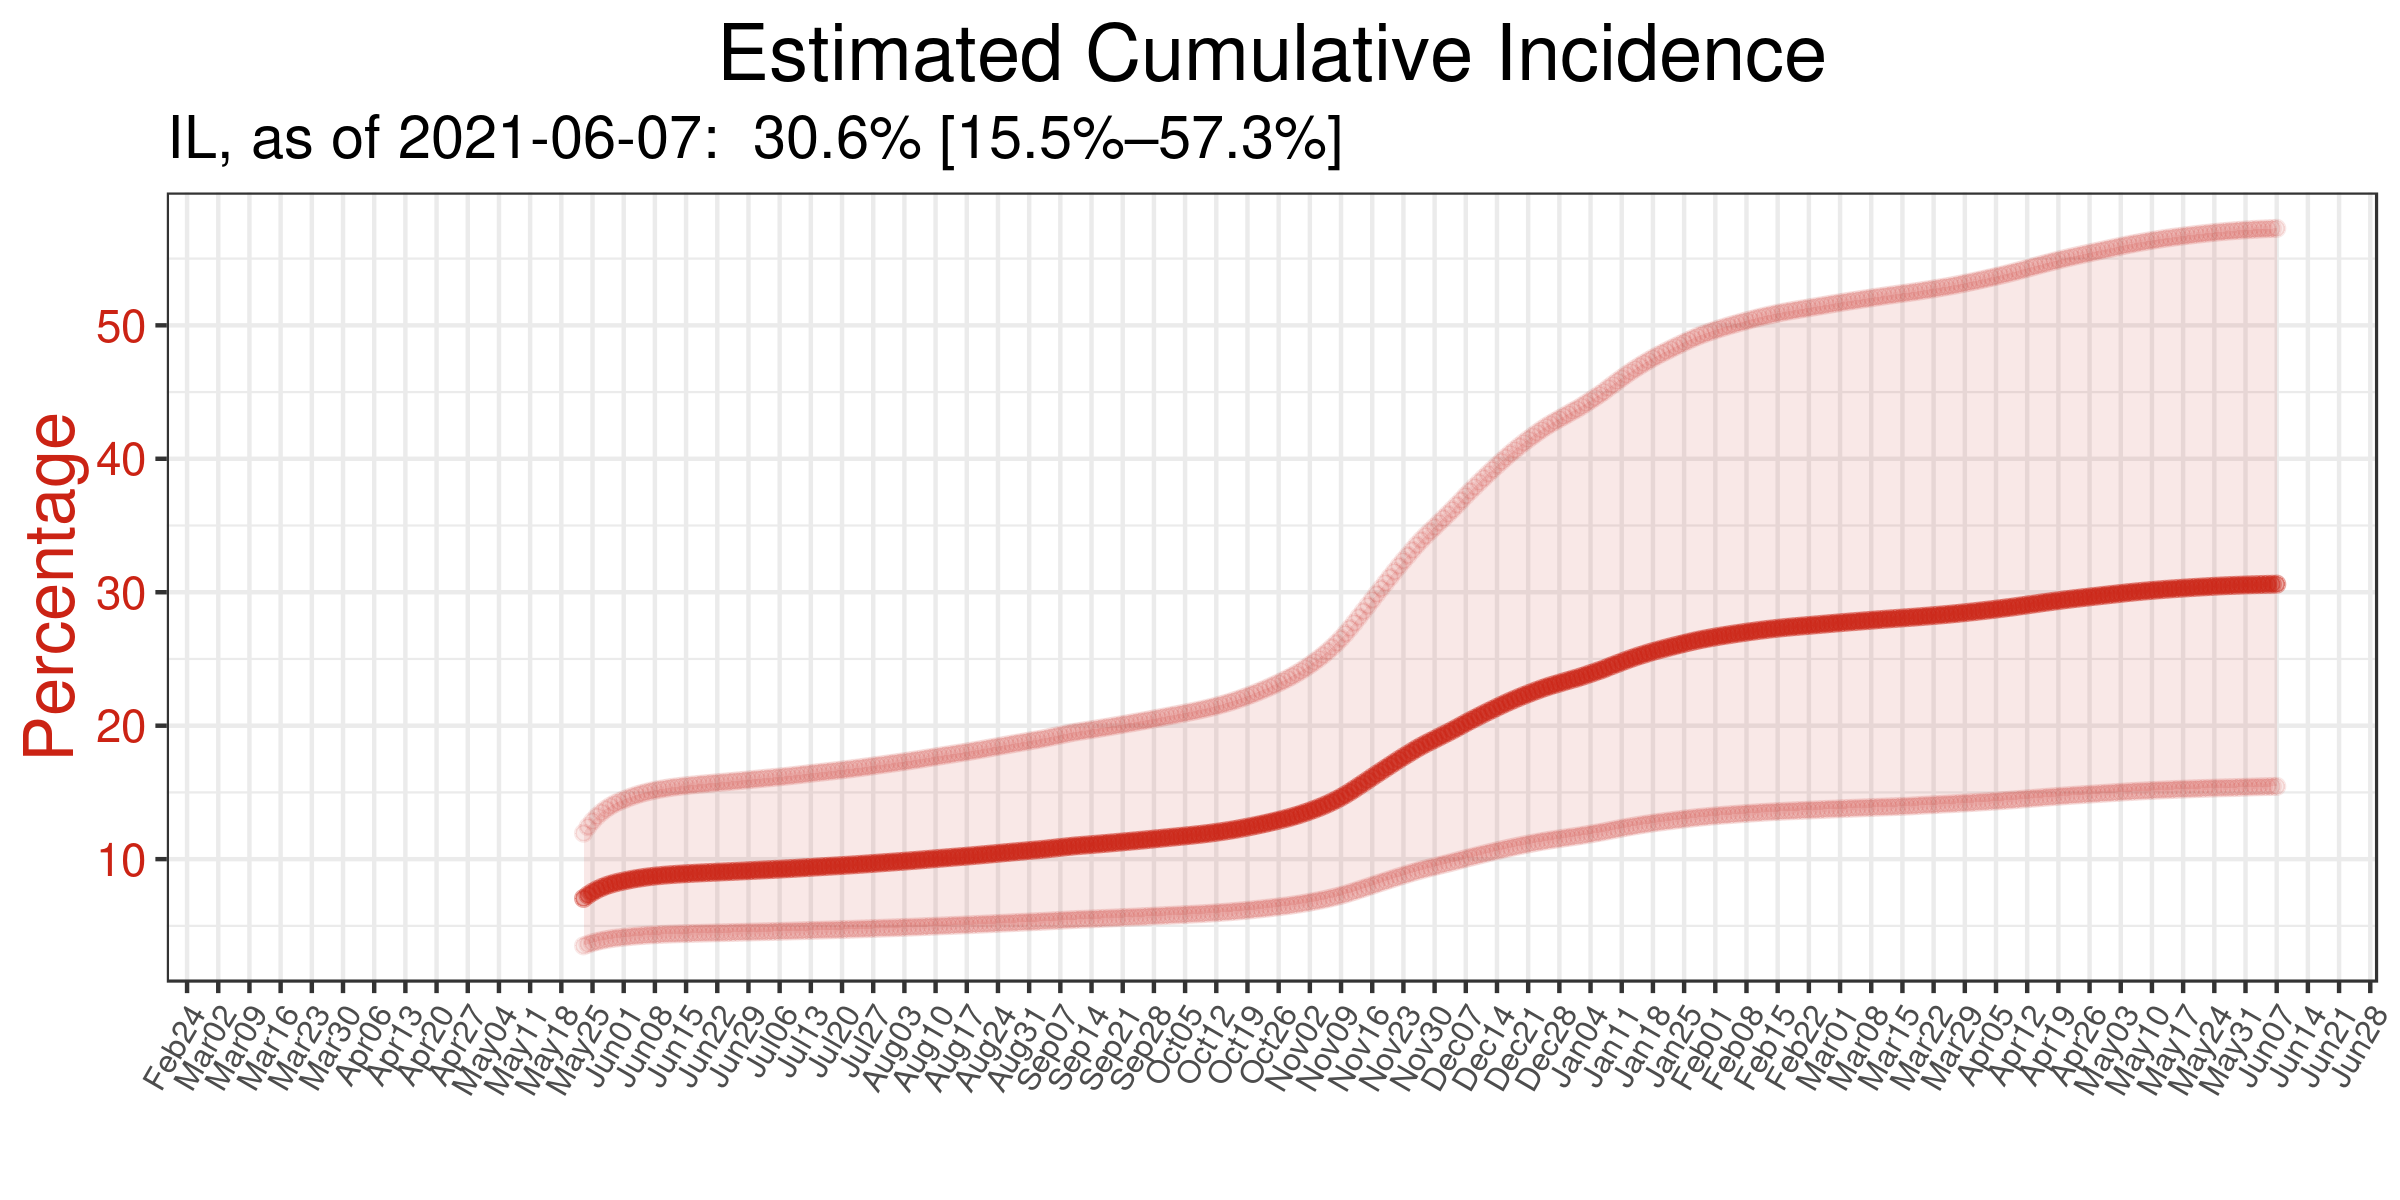 Estimated Cumulative Incidence
IL, as of 2021-06-07:  30.6% [15.5%–57.3%]
Percentage
50
40
30
20
10
Feb24
Mar02
Mar09
Mar16
Mar23
Mar30
Apr06
Apr13
Apr20
Apr27
May04
May11
May18
May25
Jun01
Jun08
Jun15
Jun22
Jun29
Jul06
Jul13
Jul20
Jul27
Aug03
Aug10
Aug17
Aug24
Aug31
Sep07
Sep14
Sep21
Sep28
Oct05
Oct12
Oct19
Oct26
Nov02
Nov09
Nov16
Nov23
Nov30
Dec07
Dec14
Dec21
Dec28
Jan04
Jan11
Jan18
Jan25
Feb01
Feb08
Feb15
Feb22
Mar01
Mar08
Mar15
Mar22
Mar29
Apr05
Apr12
Apr19
Apr26
May03
May10
May17
May24
May31
Jun07
Jun14
Jun21
Jun28